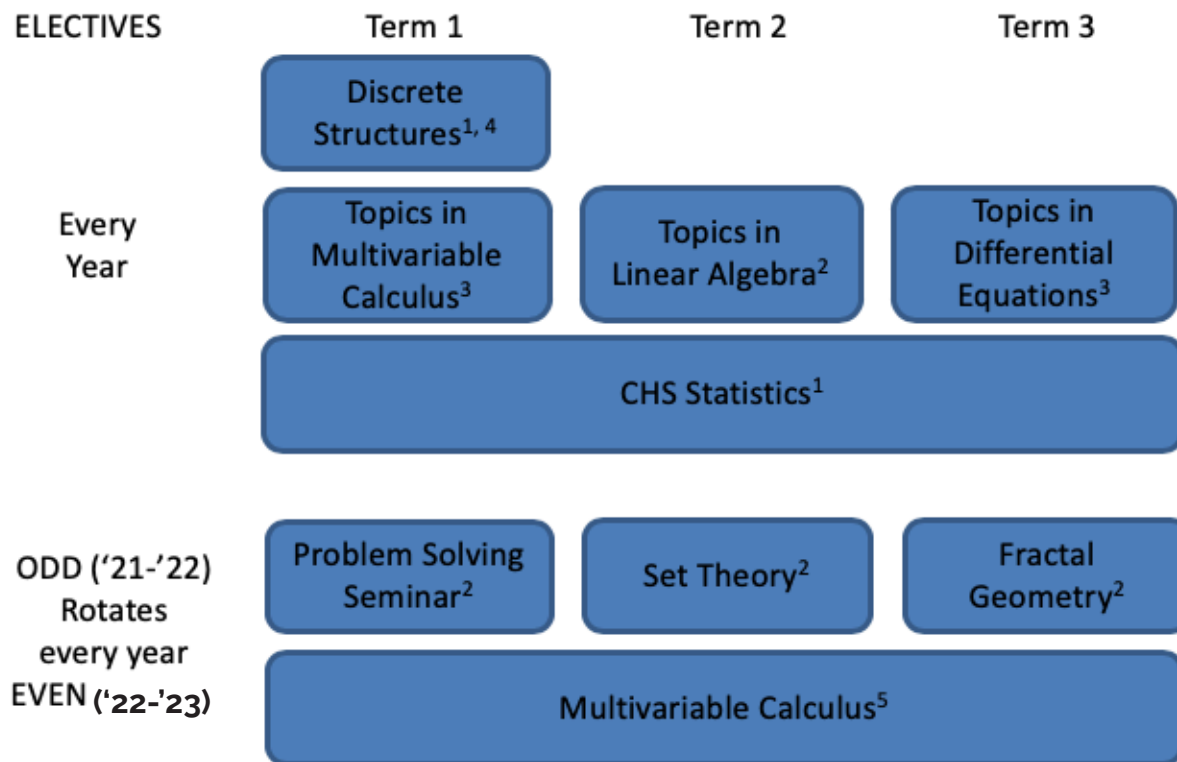 ELECTIVES Term 1 Term 2 Term 3
Discrete
Structures¹, ⁴
Every
Year
Topics in
Multivariable
Calculus³
Topics in
Linear Algebra²
Topics in
Differential
Equations³
CHS Statistics¹
ODD (‘21-’22)
Rotates
every year
EVEN (‘22-’23)
Problem Solving
Seminar²
Set Theory²
Fractal
Geometry²
Multivariable Calculus⁵